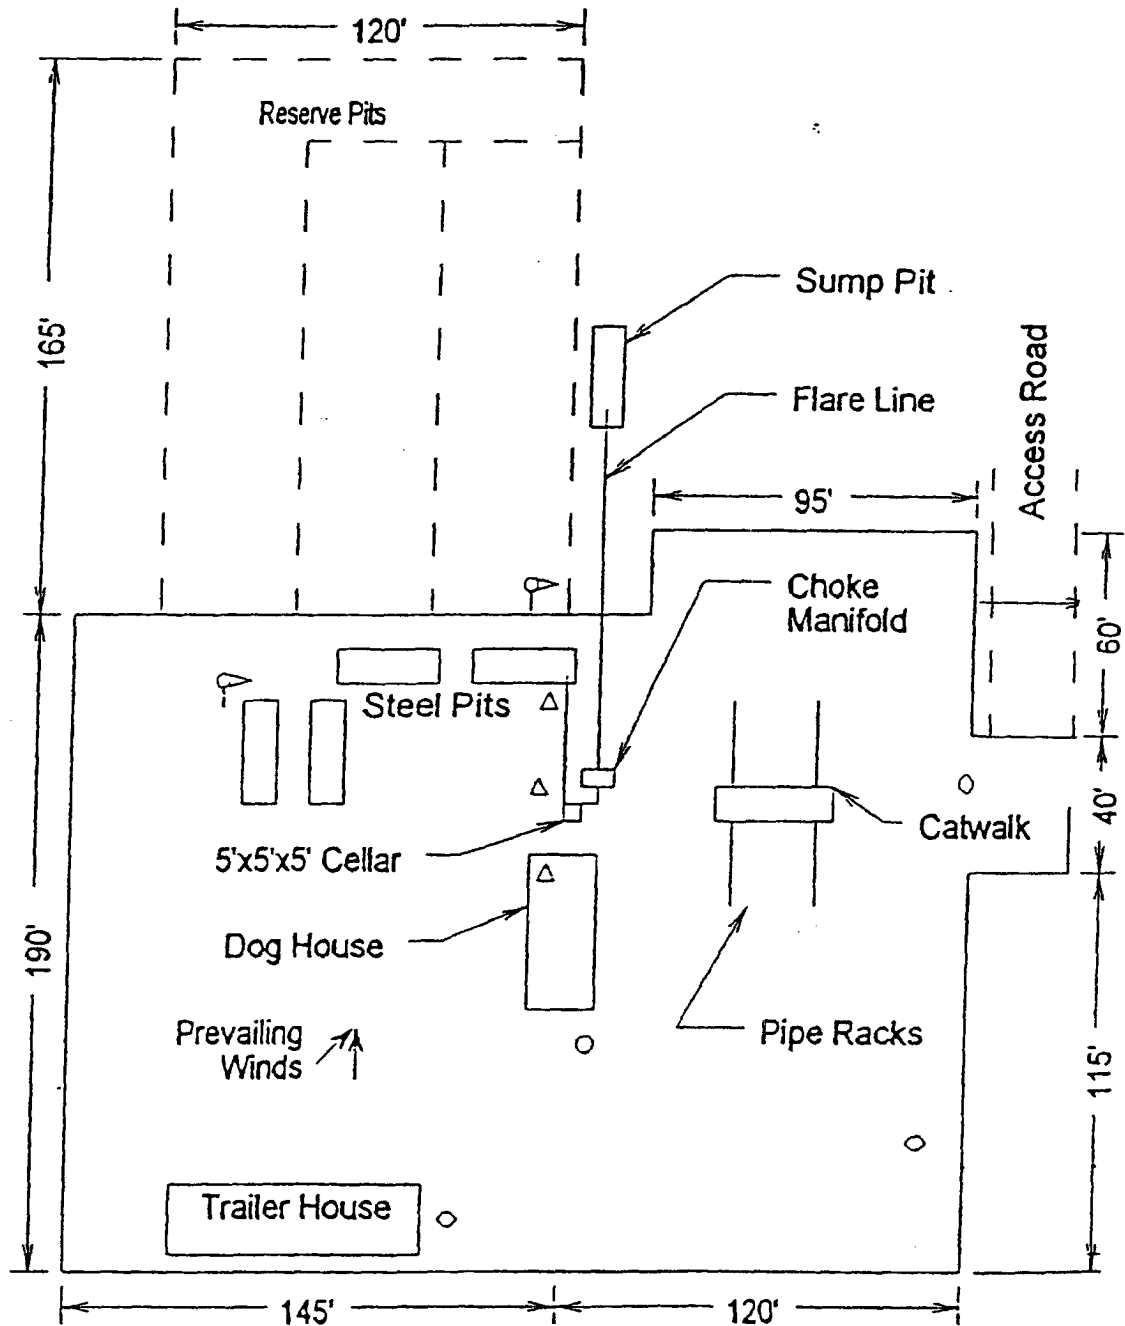 120'
Reserve Pits
165'
Sump Pit
Flare Line
Access Road
95'
Choke
Manifold
60'
Steel Pits
40'
Catwalk
5'x5'x5' Cellar
190'
Dog House
Prevailing
Winds
Pipe Racks
115'
Trailer House
145'
120'